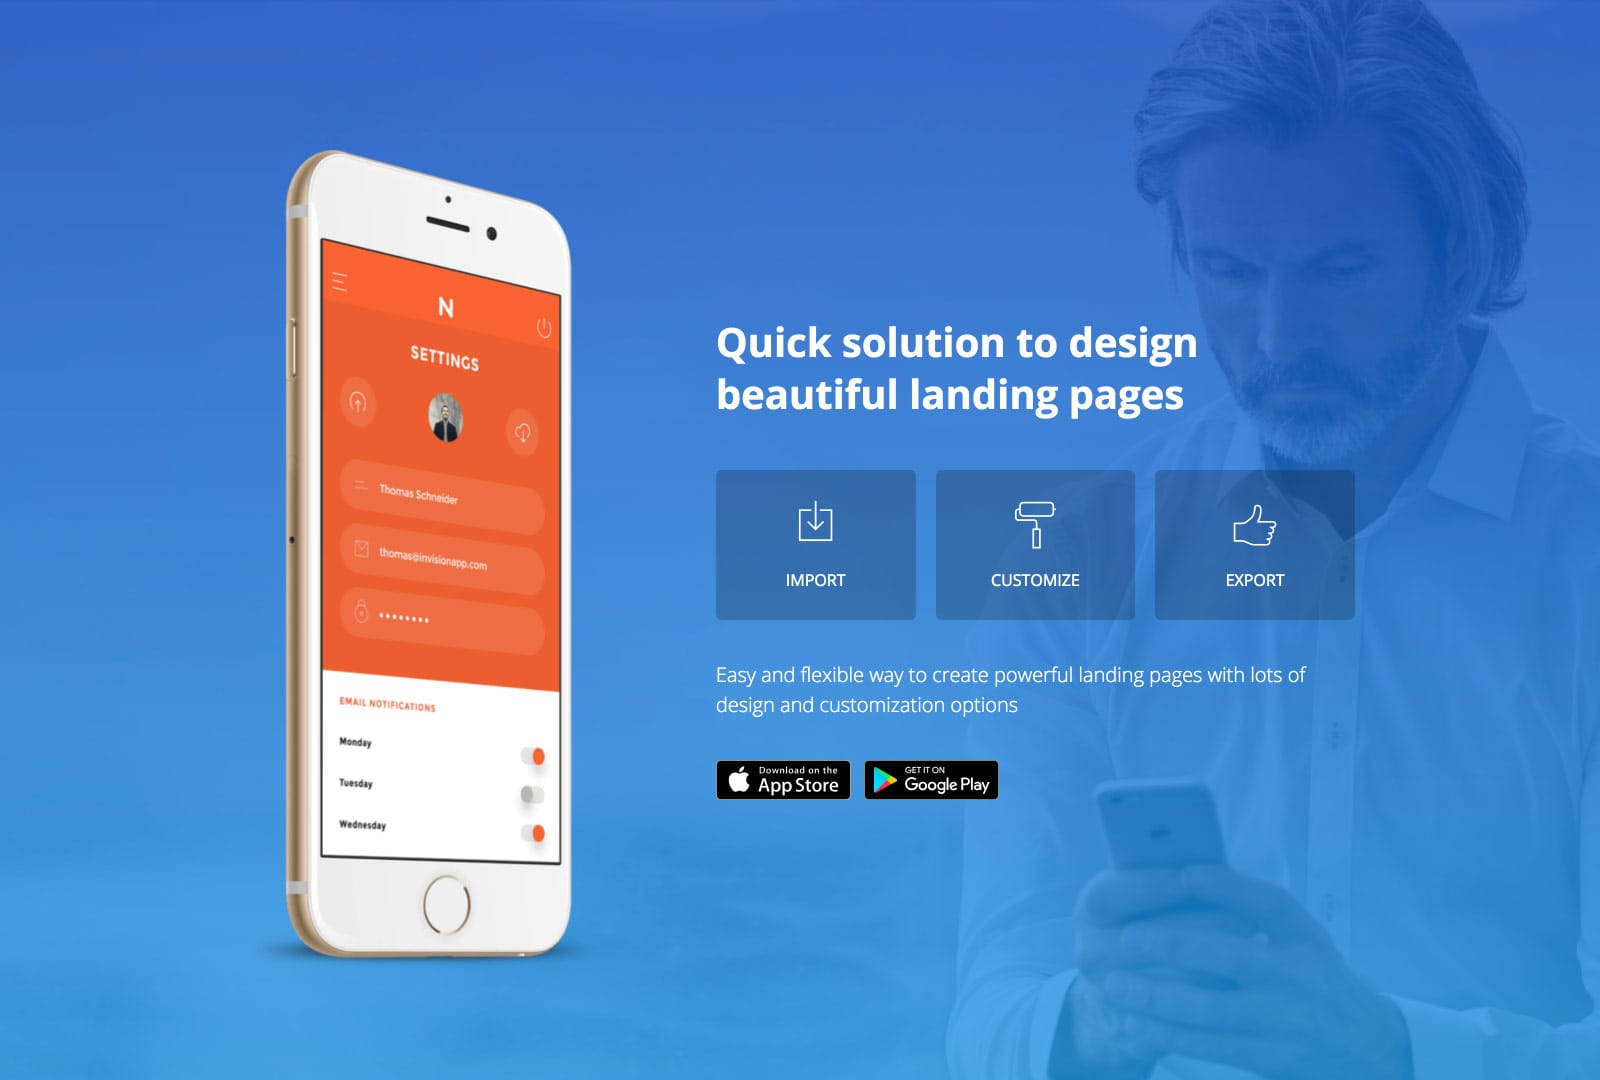 N
SETTINGS
Thomas Schneider
thomas@invisionapp.com
EMAIL NOTIFICATIONS
Monday
Tuesday
Wednesday
Quick solution to design
beautiful landing pages
IMPORT
CUSTOMIZE
EXPORT
Easy and flexible way to create powerful landing pages with lots of
design and customization options
Download on the
App Store
GET IT ON
Google Play